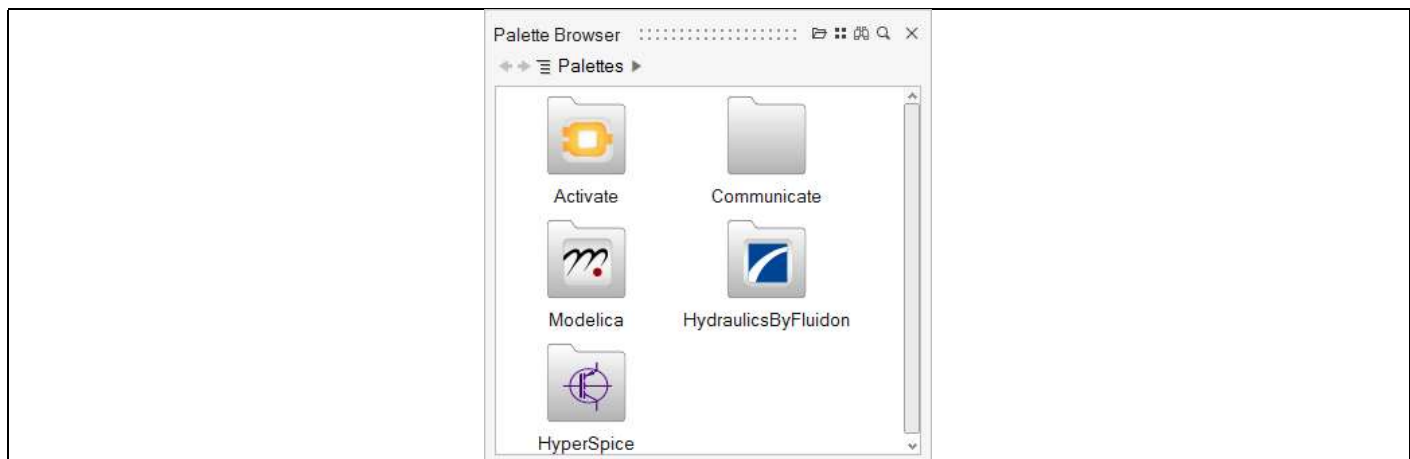 Palette Browser
Palettes
Activate Communicate
Modelica HydraulicsByFluidon
HyperSpice